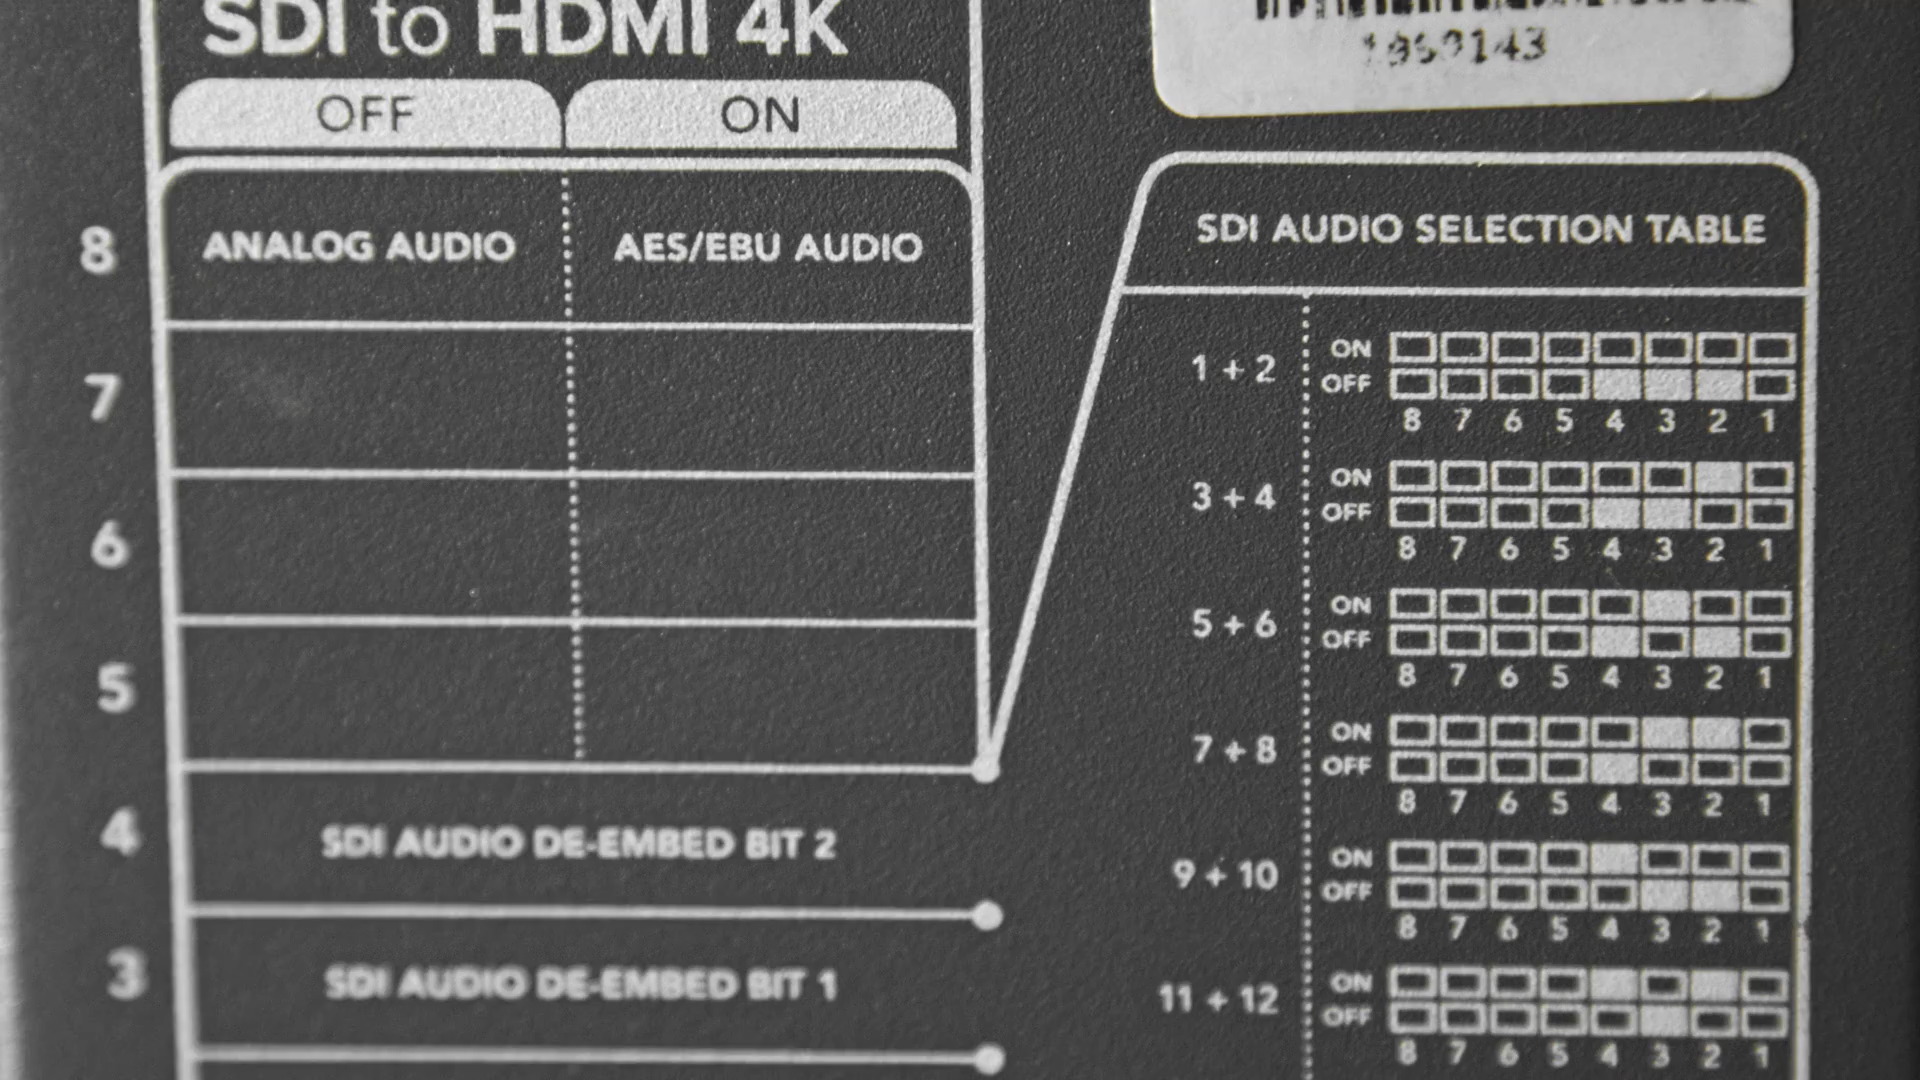 SDI to HDMI 4K
OFF ON
8 ANALOG AUDIO AES/EBU AUDIO
7
6
5
4 SDI AUDIO DE-EMBED BIT 2
3 SDI AUDIO DE-EMBED BIT 1
SDI AUDIO SELECTION TABLE
1 + 2 ON
OFF
8 7 6 5 4 3 2 1
3 + 4 ON
OFF
8 7 6 5 4 3 2 1
5 + 6 ON
OFF
8 7 6 5 4 3 2 1
7 + 8 ON
OFF
8 7 6 5 4 3 2 1
9 + 10 ON
OFF
8 7 6 5 4 3 2 1
11 + 12 ON
OFF
8 7 6 5 4 3 2 1